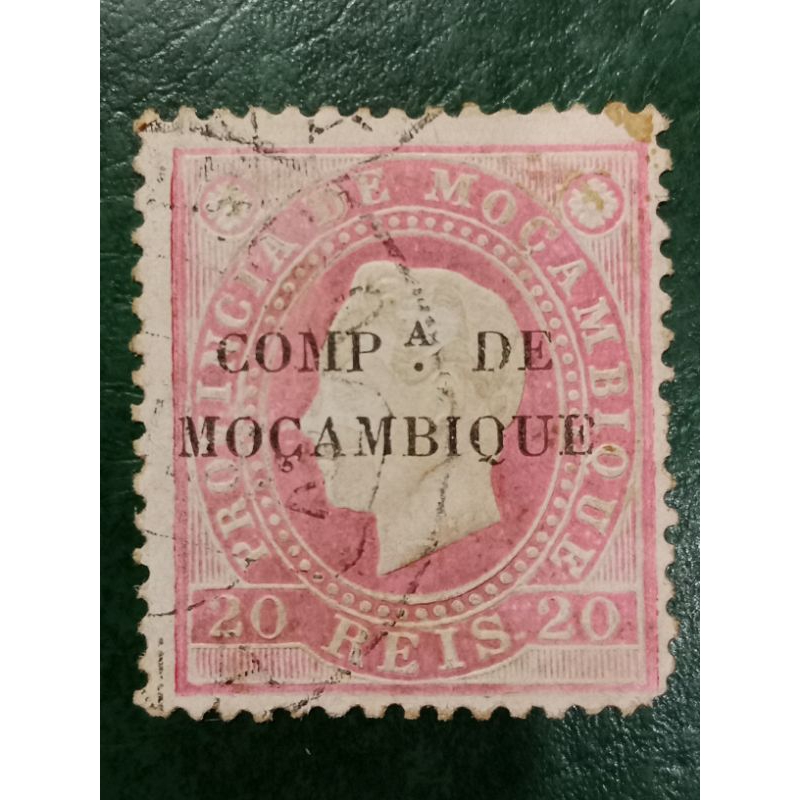 PROVINCIA DE MOÇAMBIQUE
COMP.A DE
MOÇAMBIQUE
20 REIS 20